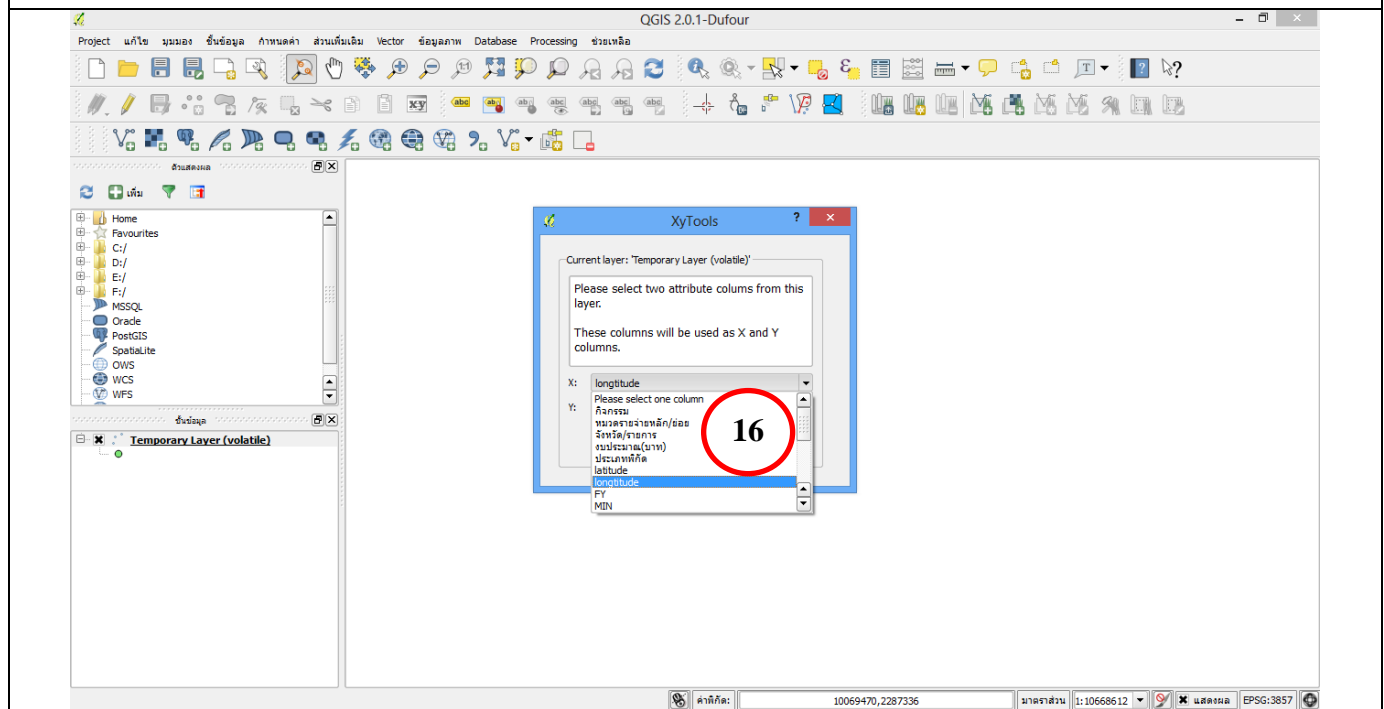 QGIS 2.0.1-Dufour
Project แก้ไข มุมมอง ชั้นข้อมูล กำหนดค่า ส่วนเพิ่มเติม Vector ข้อมูลภาพ Database Processing ช่วยเหลือ
ตัวแสดงผล
เพิ่ม
Home
Favourites
C:/
D:/
E:/
F:/
MSSQL
Oracle
PostGIS
SpatiaLite
OWS
WCS
WFS
ชั้นข้อมูล
Temporary Layer (volatile)
XyTools
Current layer: 'Temporary Layer (volatile)'
Please select two attribute colums from this
layer.
These columns will be used as X and Y
columns.
X: longtitude
Y:
Please select one column
กิจกรรม
หมวดรายจ่ายหลัก/ย่อย
จังหวัด/รายการ
งบประมาณ(บาท)
ประเภทพิกัด
latitude
longtitude
FY
MIN
16
ค่าพิกัด: 10069470,2287336 มาตราส่วน 1:10668612 แสดงผล EPSG:3857